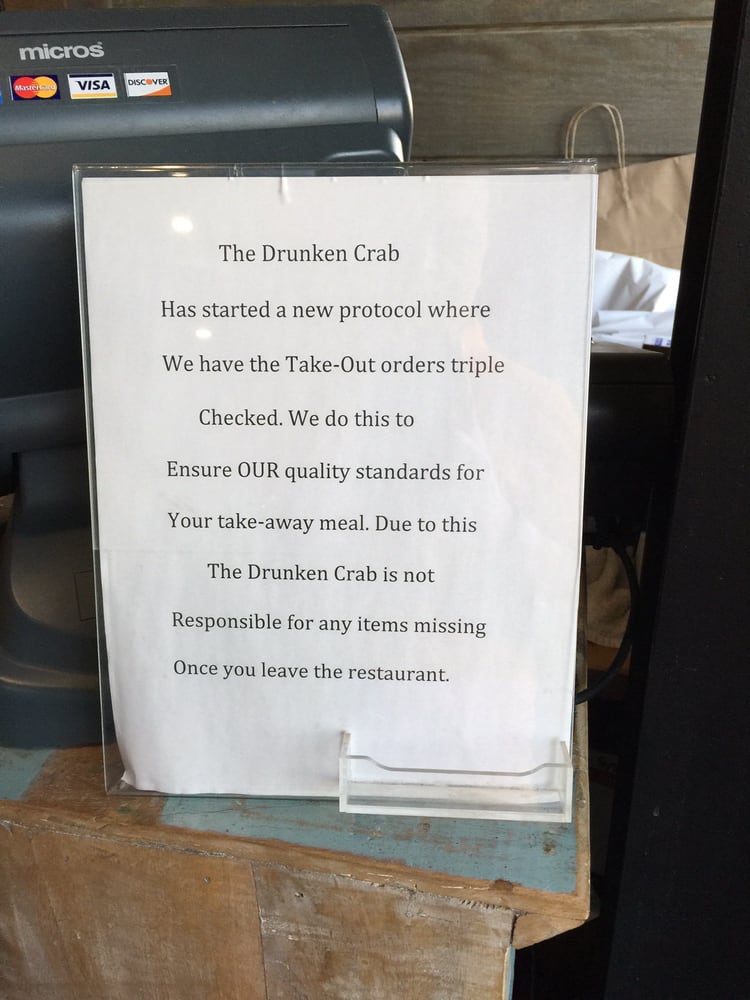 micros
MasterCard VISA DISCOVER
The Drunken Crab
Has started a new protocol where
We have the Take-Out orders triple
Checked. We do this to
Ensure OUR quality standards for
Your take-away meal. Due to this
The Drunken Crab is not
Responsible for any items missing
Once you leave the restaurant.